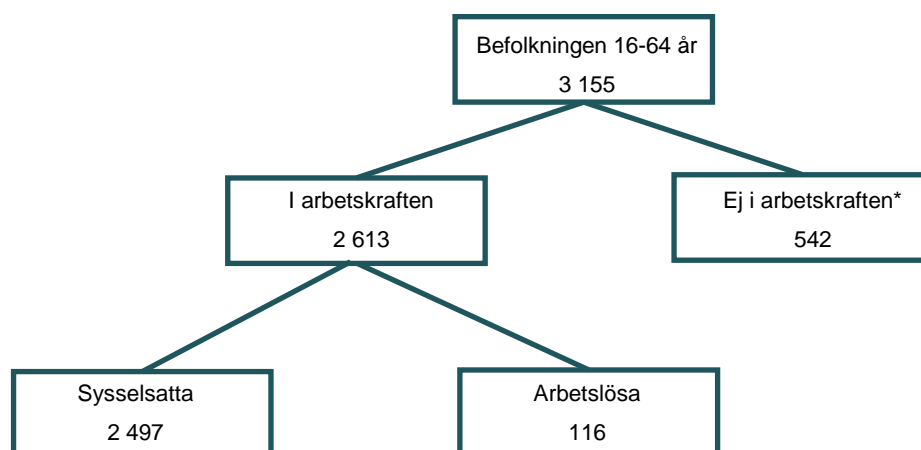 Befolkningen 16-64 år
3 155
I arbetskraften
2 613
Ej i arbetskraften*
542
Sysselsatta
2 497
Arbetslösa
116